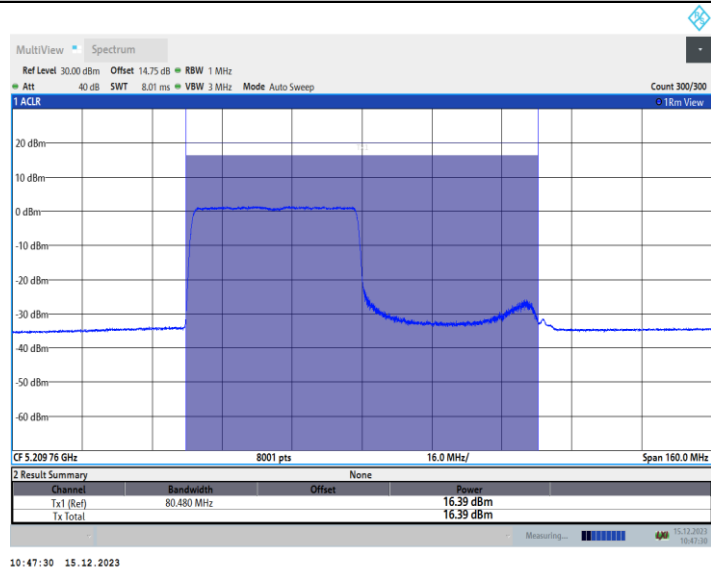 MultiView Spectrum
Ref Level 30.00 dBm Offset 14.75 dB RBW 1 MHz
Att 40 dB SWT 8.01 ms VBW 3 MHz Mode Auto Sweep Count 300/300
1 ACLR 1Rm View
20 dBm
10 dBm
0 dBm
-10 dBm
-20 dBm
-30 dBm
-40 dBm
-50 dBm
-60 dBm
CF 5.209 76 GHz 8001 pts 16.0 MHz/ Span 160.0 MHz
2 Result Summary None
Channel Bandwidth Offset Power
Tx1 (Ref) 80.480 MHz 16.39 dBm
Tx Total 16.39 dBm
Measuring... 15.12.2023
10:47:30
10:47:30 15.12.2023